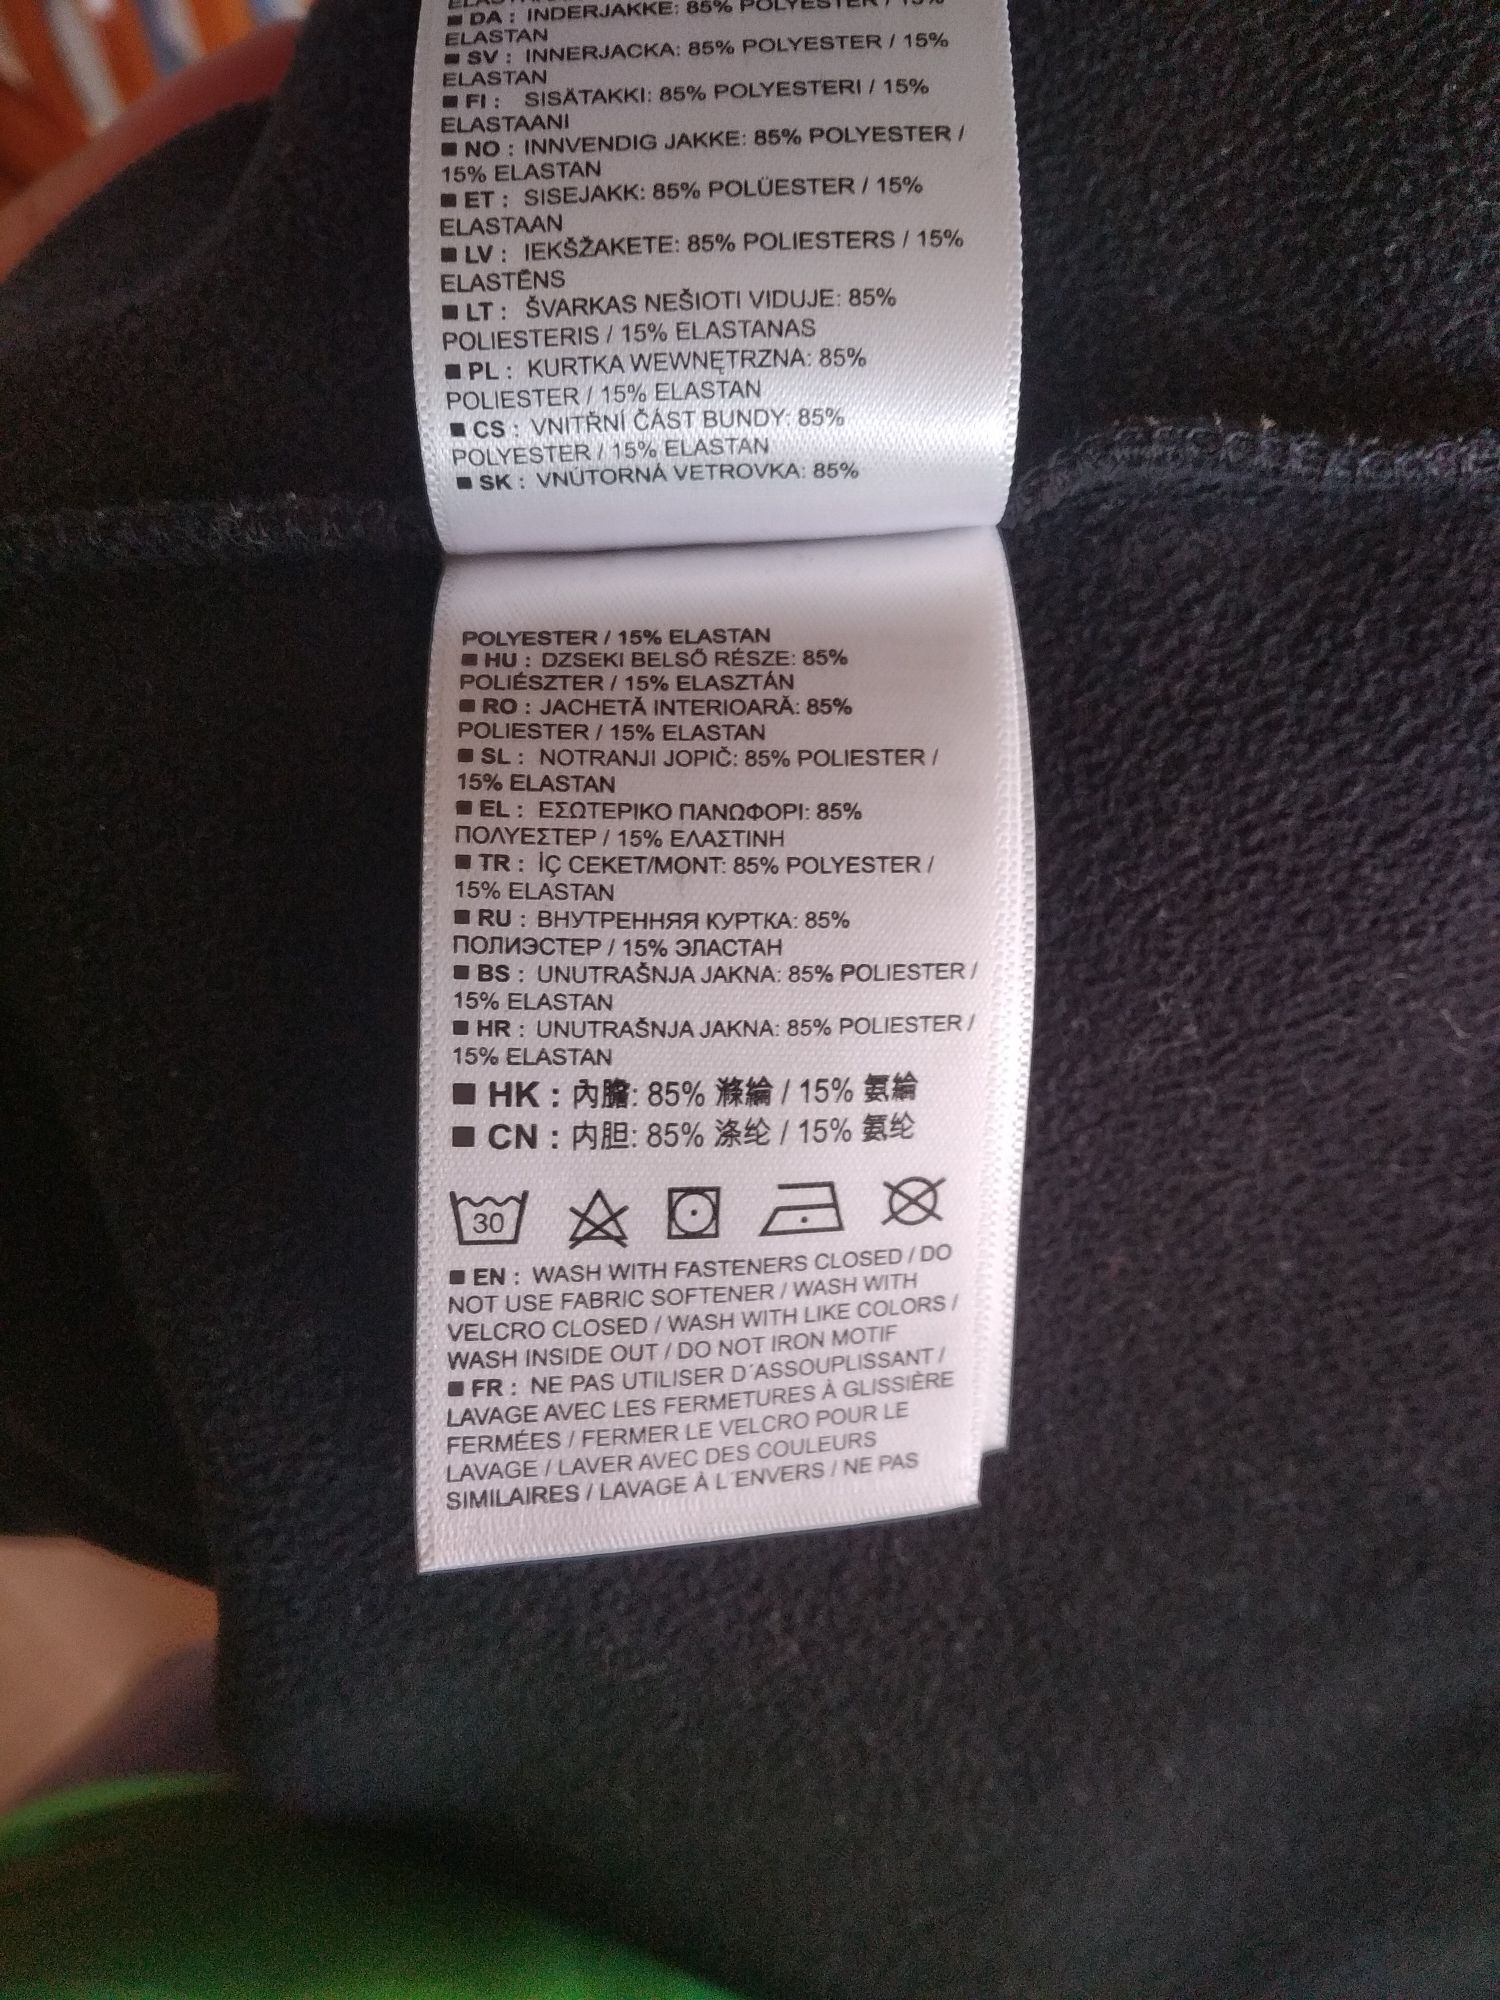 ■ DA : INDERJAKKE: 85% POLYESTER / 15%
ELASTAN
■ SV : INNERJACKA: 85% POLYESTER / 15%
ELASTAN
■ FI : SISÄTAKKI: 85% POLYESTERI / 15%
ELASTAANI
■ NO : INNVENDIG JAKKE: 85% POLYESTER /
15% ELASTAN
■ ET : SISEJAKK: 85% POLÜESTER / 15%
ELASTAAN
■ LV : IEKŠŽAKETE: 85% POLIESTERS / 15%
ELASTĒNS
■ LT : ŠVARKAS NEŠIOTI VIDUJE: 85%
POLIESTERIS / 15% ELASTANAS
■ PL : KURTKA WEWNĘTRZNA: 85%
POLIESTER / 15% ELASTAN
■ CS : VNITŘNÍ ČÁST BUNDY: 85%
POLYESTER / 15% ELASTAN
■ SK : VNÚTORNÁ VETROVKA: 85%
POLYESTER / 15% ELASTAN
■ HU : DZSEKI BELSŐ RÉSZE: 85%
POLIÉSZTER / 15% ELASZTÁN
■ RO : JACHETĂ INTERIOARĂ: 85%
POLIESTER / 15% ELASTAN
■ SL : NOTRANJI JOPIČ: 85% POLIESTER /
15% ELASTAN
■ EL : ΕΣΩΤΕΡΙΚΟ ΠΑΝΩΦΟΡΙ: 85%
ΠΟΛΥΕΣΤΕΡ / 15% ΕΛΑΣΤΙΝΗ
■ TR : İÇ CEKET/MONT: 85% POLYESTER /
15% ELASTAN
■ RU : ВНУТРЕННЯЯ КУРТКА: 85%
ПОЛИЭСТЕР / 15% ЭЛАСТАН
■ BS : UNUTRAŠNJA JAKNA: 85% POLIESTER /
15% ELASTAN
■ HR : UNUTRAŠNJA JAKNA: 85% POLIESTER /
15% ELASTAN
■ HK : 內膽: 85% 滌綸 / 15% 氨綸
■ CN : 内胆: 85% 涤纶 / 15% 氨纶
30
■ EN : WASH WITH FASTENERS CLOSED / DO
NOT USE FABRIC SOFTENER / WASH WITH
VELCRO CLOSED / WASH WITH LIKE COLORS /
WASH INSIDE OUT / DO NOT IRON MOTIF
■ FR : NE PAS UTILISER D´ASSOUPLISSANT /
LAVAGE AVEC LES FERMETURES À GLISSIÈRE
FERMÉES / FERMER LE VELCRO POUR LE
LAVAGE / LAVER AVEC DES COULEURS
SIMILAIRES / LAVAGE À L´ENVERS / NE PAS